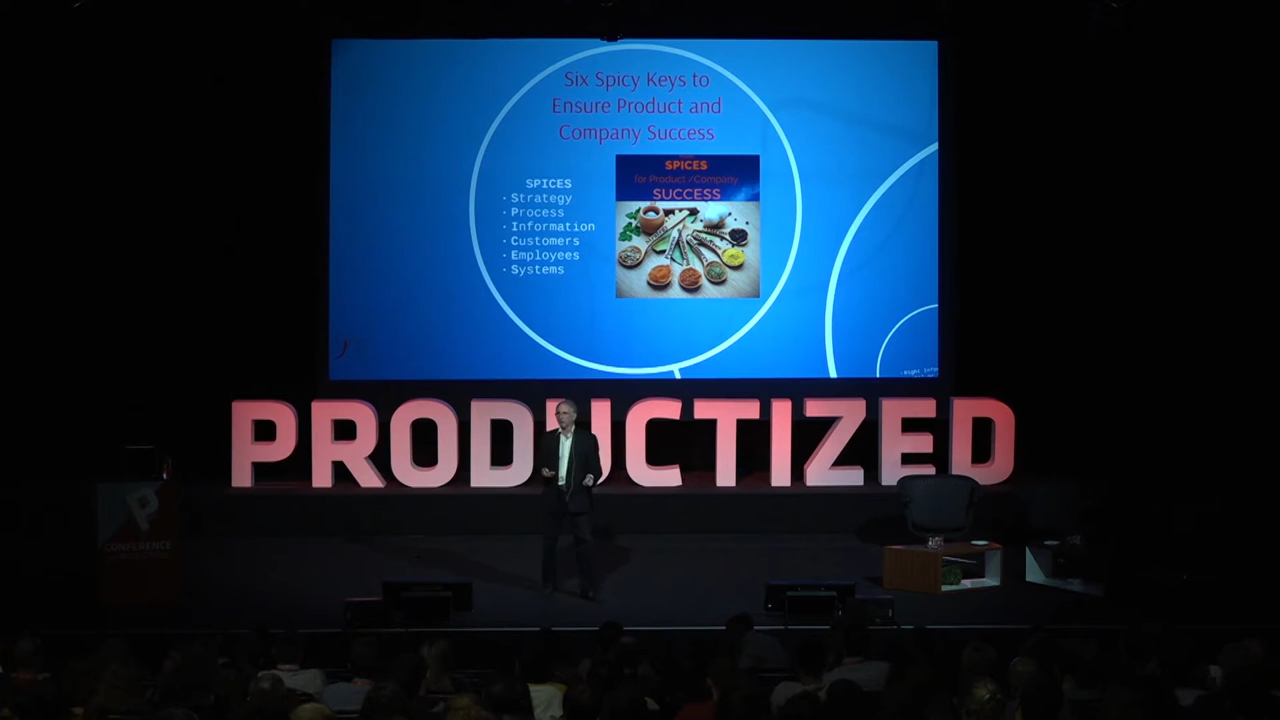 Six Spicy Keys to
Ensure Product and
Company Success
SPICES
· Strategy
· Process
· Information
· Customers
· Employees
· Systems
SPICES
for Product / Company
SUCCESS
PRODUCTIZED
P
CONFERENCE